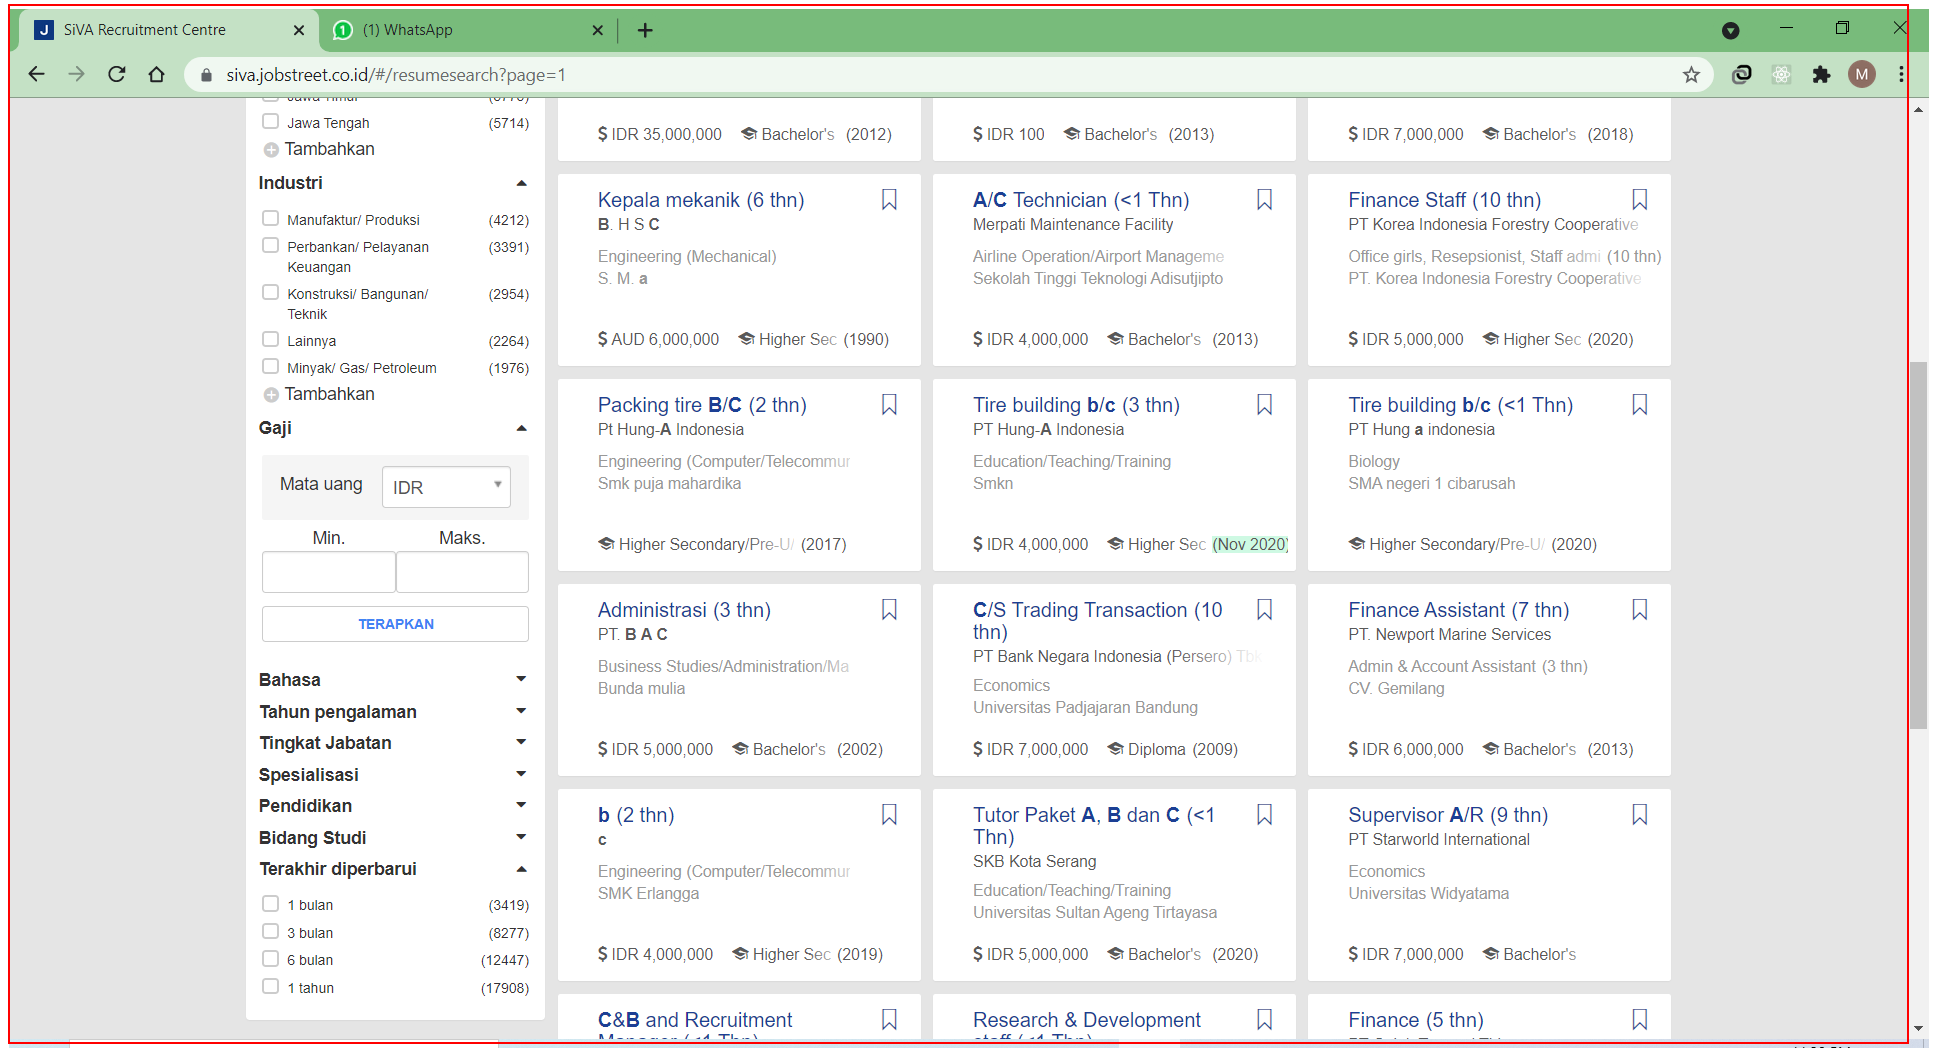 SiVA Recruitment Centre
(1) WhatsApp
siva.jobstreet.co.id/#/resumesearch?page=1
M
Jawa Tengah (5714)
Tambahkan
Industri
Manufaktur/ Produksi (4212)
Perbankan/ Pelayanan (3391)
Keuangan
Konstruksi/ Bangunan/ (2954)
Teknik
Lainnya (2264)
Minyak/ Gas/ Petroleum (1976)
Tambahkan
Gaji
Mata uang IDR
Min. Maks.
TERAPKAN
Bahasa
Tahun pengalaman
Tingkat Jabatan
Spesialisasi
Pendidikan
Bidang Studi
Terakhir diperbarui
1 bulan (3419)
3 bulan (8277)
6 bulan (12447)
1 tahun (17908)
$ IDR 35,000,000 Bachelor's (2012)
$ IDR 100 Bachelor's (2013)
$ IDR 7,000,000 Bachelor's (2018)
Kepala mekanik (6 thn)
B. H S C
Engineering (Mechanical)
S. M. a
$ AUD 6,000,000 Higher Sec (1990)
A/C Technician (<1 Thn)
Merpati Maintenance Facility
Airline Operation/Airport Manageme
Sekolah Tinggi Teknologi Adisutjipto
$ IDR 4,000,000 Bachelor's (2013)
Finance Staff (10 thn)
PT Korea Indonesia Forestry Cooperative
Office girls, Resepsionist, Staff admi (10 thn)
PT. Korea Indonesia Forestry Cooperative
$ IDR 5,000,000 Higher Sec (2020)
Packing tire B/C (2 thn)
Pt Hung-A Indonesia
Engineering (Computer/Telecommur
Smk puja mahardika
Higher Secondary/Pre-U/ (2017)
Tire building b/c (3 thn)
PT Hung-A Indonesia
Education/Teaching/Training
Smkn
$ IDR 4,000,000 Higher Sec (Nov 2020)
Tire building b/c (<1 Thn)
PT Hung a indonesia
Biology
SMA negeri 1 cibarusah
Higher Secondary/Pre-U/ (2020)
Administrasi (3 thn)
PT. B A C
Business Studies/Administration/Ma
Bunda mulia
$ IDR 5,000,000 Bachelor's (2002)
C/S Trading Transaction (10
thn)
PT Bank Negara Indonesia (Persero) Tbk
Economics
Universitas Padjajaran Bandung
$ IDR 7,000,000 Diploma (2009)
Finance Assistant (7 thn)
PT. Newport Marine Services
Admin & Account Assistant (3 thn)
CV. Gemilang
$ IDR 6,000,000 Bachelor's (2013)
b (2 thn)
c
Engineering (Computer/Telecommur
SMK Erlangga
$ IDR 4,000,000 Higher Sec (2019)
Tutor Paket A, B dan C (<1
Thn)
SKB Kota Serang
Education/Teaching/Training
Universitas Sultan Ageng Tirtayasa
$ IDR 5,000,000 Bachelor's (2020)
Supervisor A/R (9 thn)
PT Starworld International
Economics
Universitas Widyatama
$ IDR 7,000,000 Bachelor's
C&B and Recruitment
Manager (<1 Thn)
Research & Development
staff (<1 Thn)
Finance (5 thn)